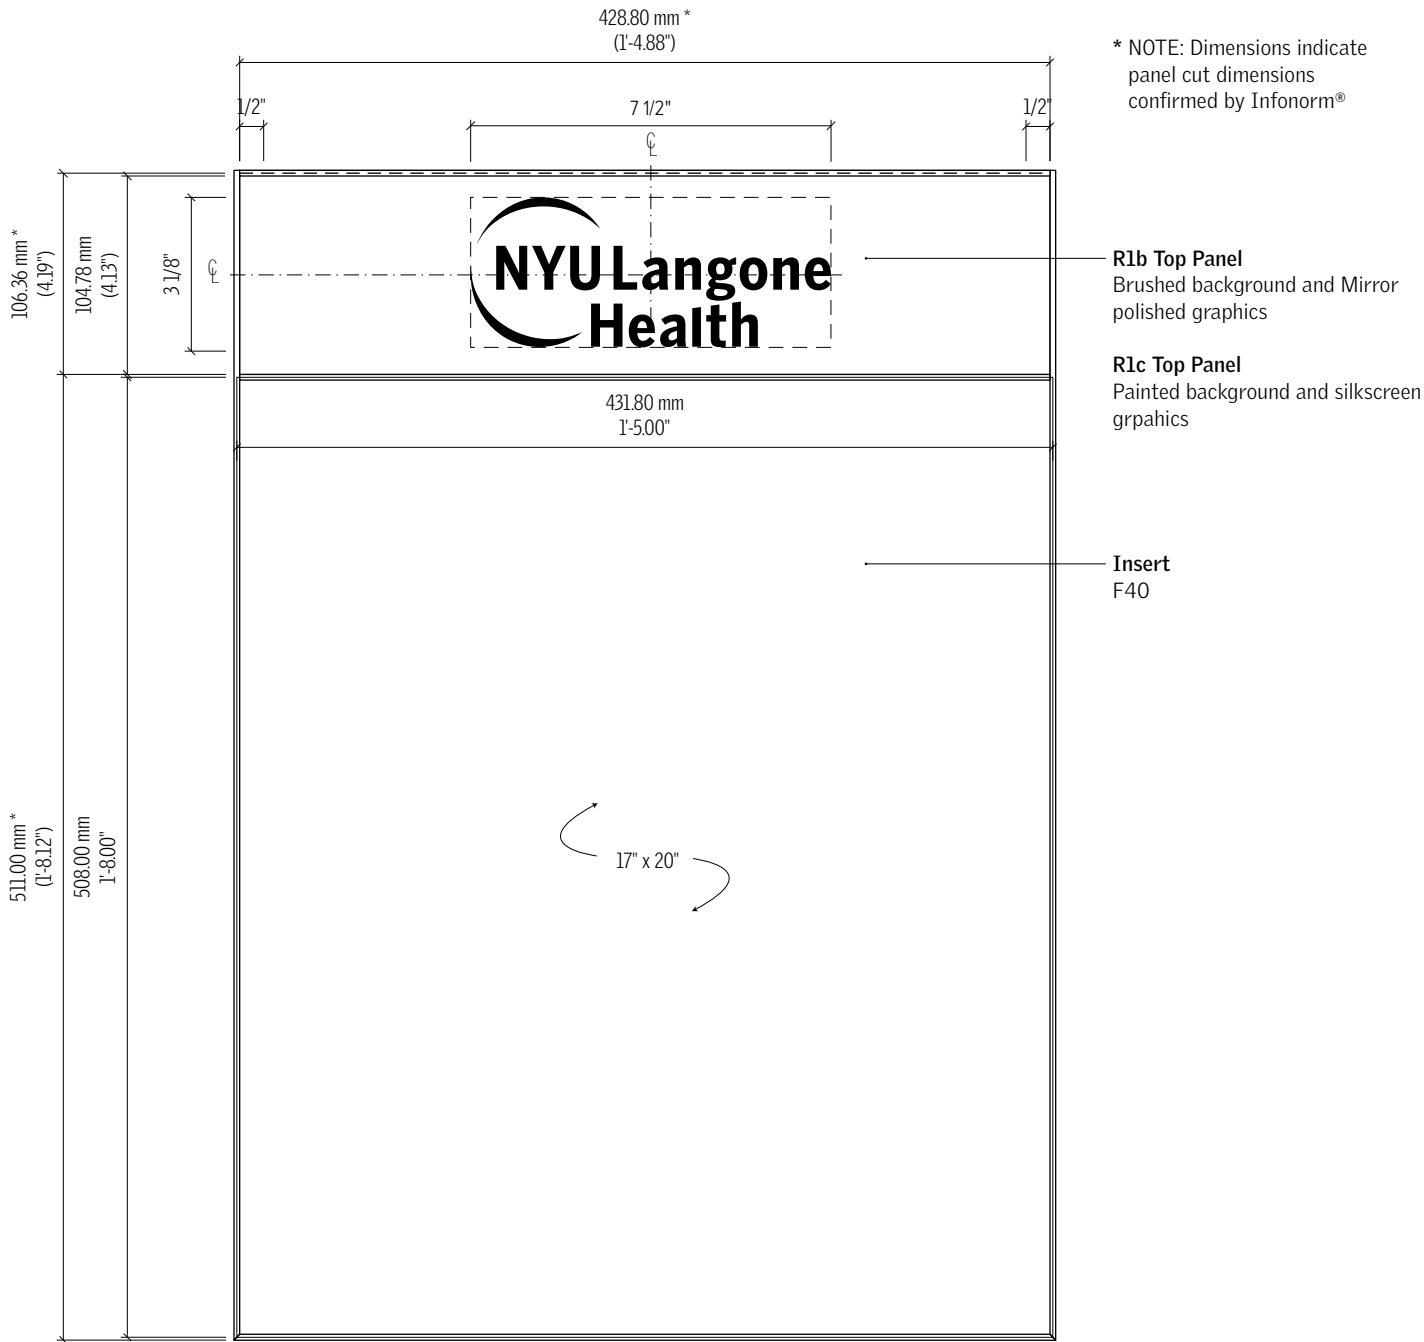 428.80 mm *
(1'-4.88")
* NOTE: Dimensions indicate
panel cut dimensions
confirmed by Infonorm®
1/2"
7 1/2"
1/2"
CL
106.36 mm *
(4.19")
104.78 mm
(4.13")
3 1/8"
CL
NYU Langone
Health
R1b Top Panel
Brushed background and Mirror
polished graphics
R1c Top Panel
Painted background and silkscreen
grpahics
431.80 mm
1'-5.00"
Insert
F40
511.00 mm *
(1'-8.12")
508.00 mm
1'-8.00"
17" x 20"